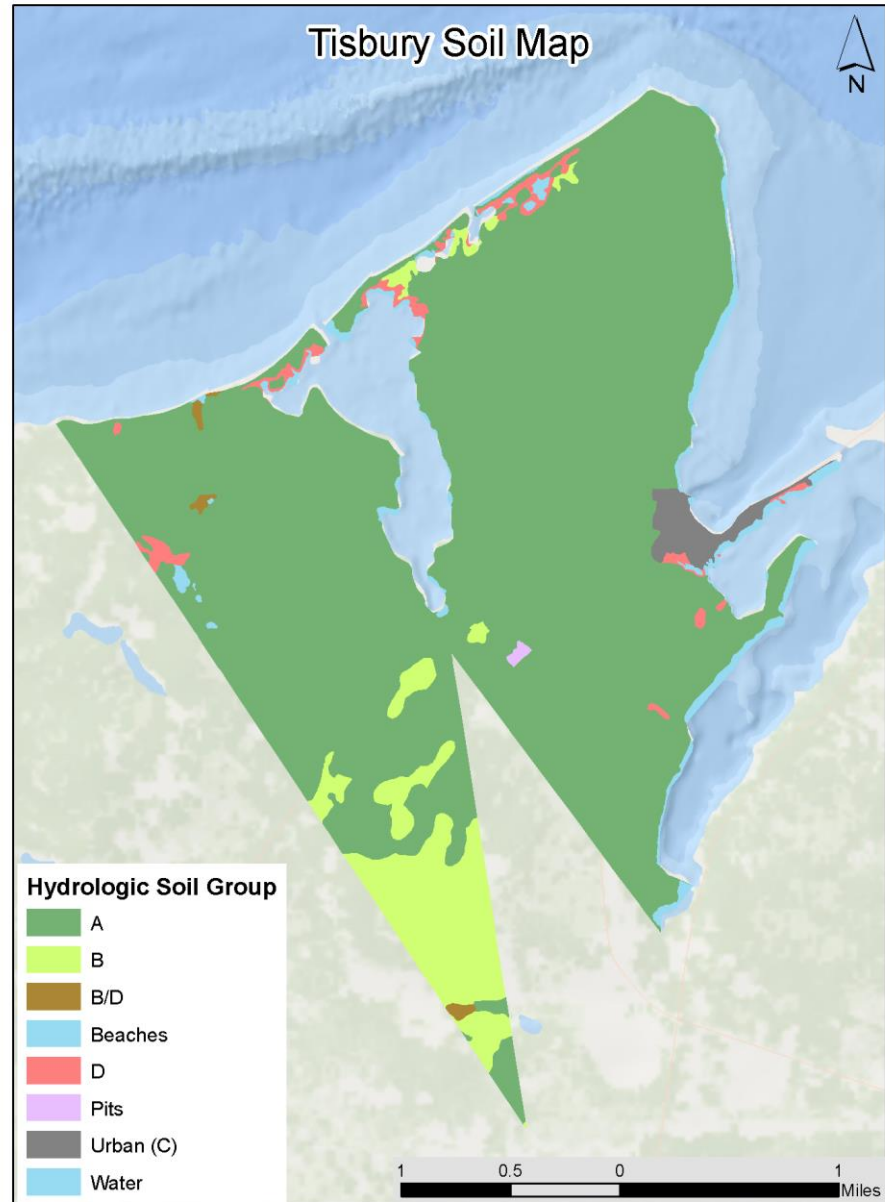 Tisbury Soil Map
N
Hydrologic Soil Group
A
B
B/D
Beaches
D
Pits
Urban (C)
Water
1 0.5 0 1
Miles